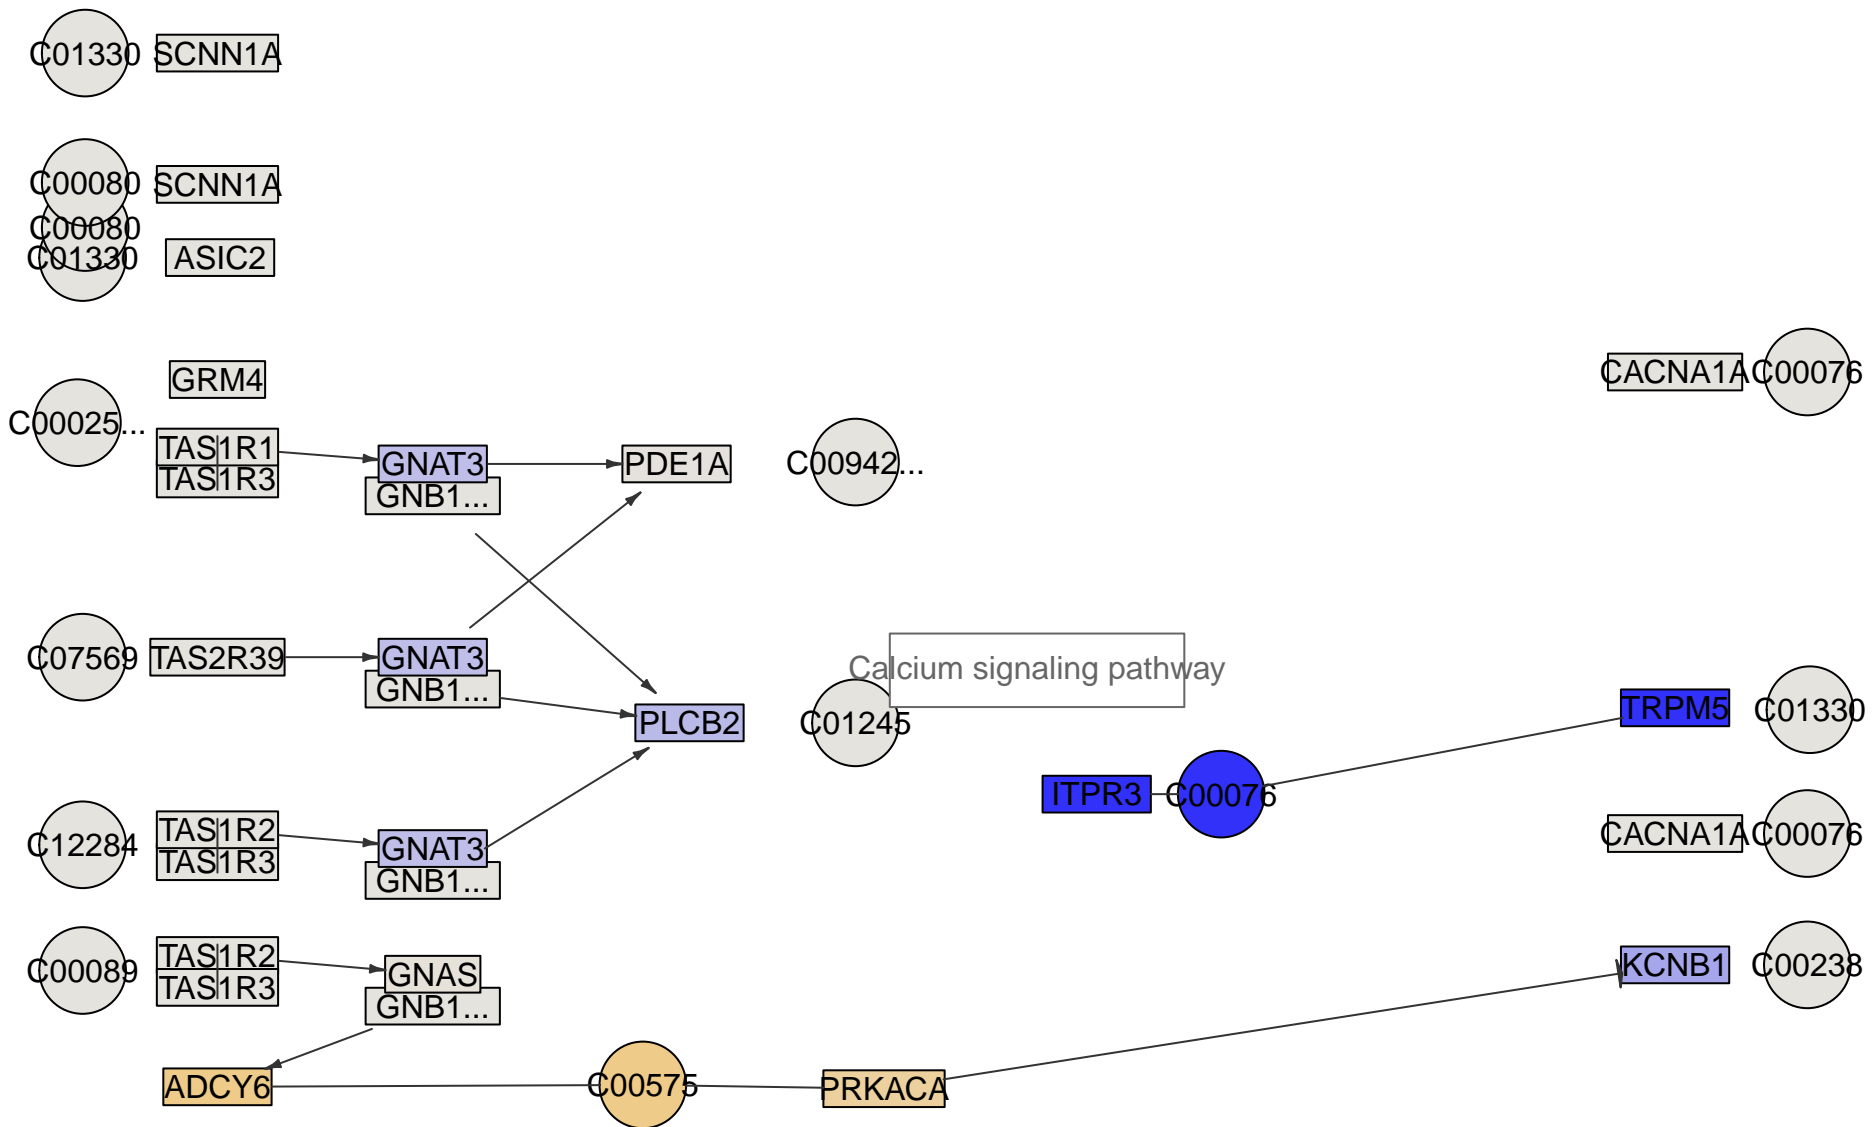 C01330 SCNN1A
C00080 SCNN1A
C00080
C01330 ASIC2
GRM4
CACNA1A C00076
C00025...
TAS1R1
TAS1R3
GNAT3
GNB1...
PDE1A
C00942...
C07569 TAS2R39
GNAT3
GNB1...
Calcium signaling pathway
PLCB2
C01245
TRPM5 C01330
ITPR3 C00076
C12284
TAS1R2
TAS1R3
GNAT3
GNB1...
CACNA1A C00076
C00089
TAS1R2
TAS1R3
GNAS
GNB1...
KCNB1 C00238
ADCY6 C00575 PRKACA